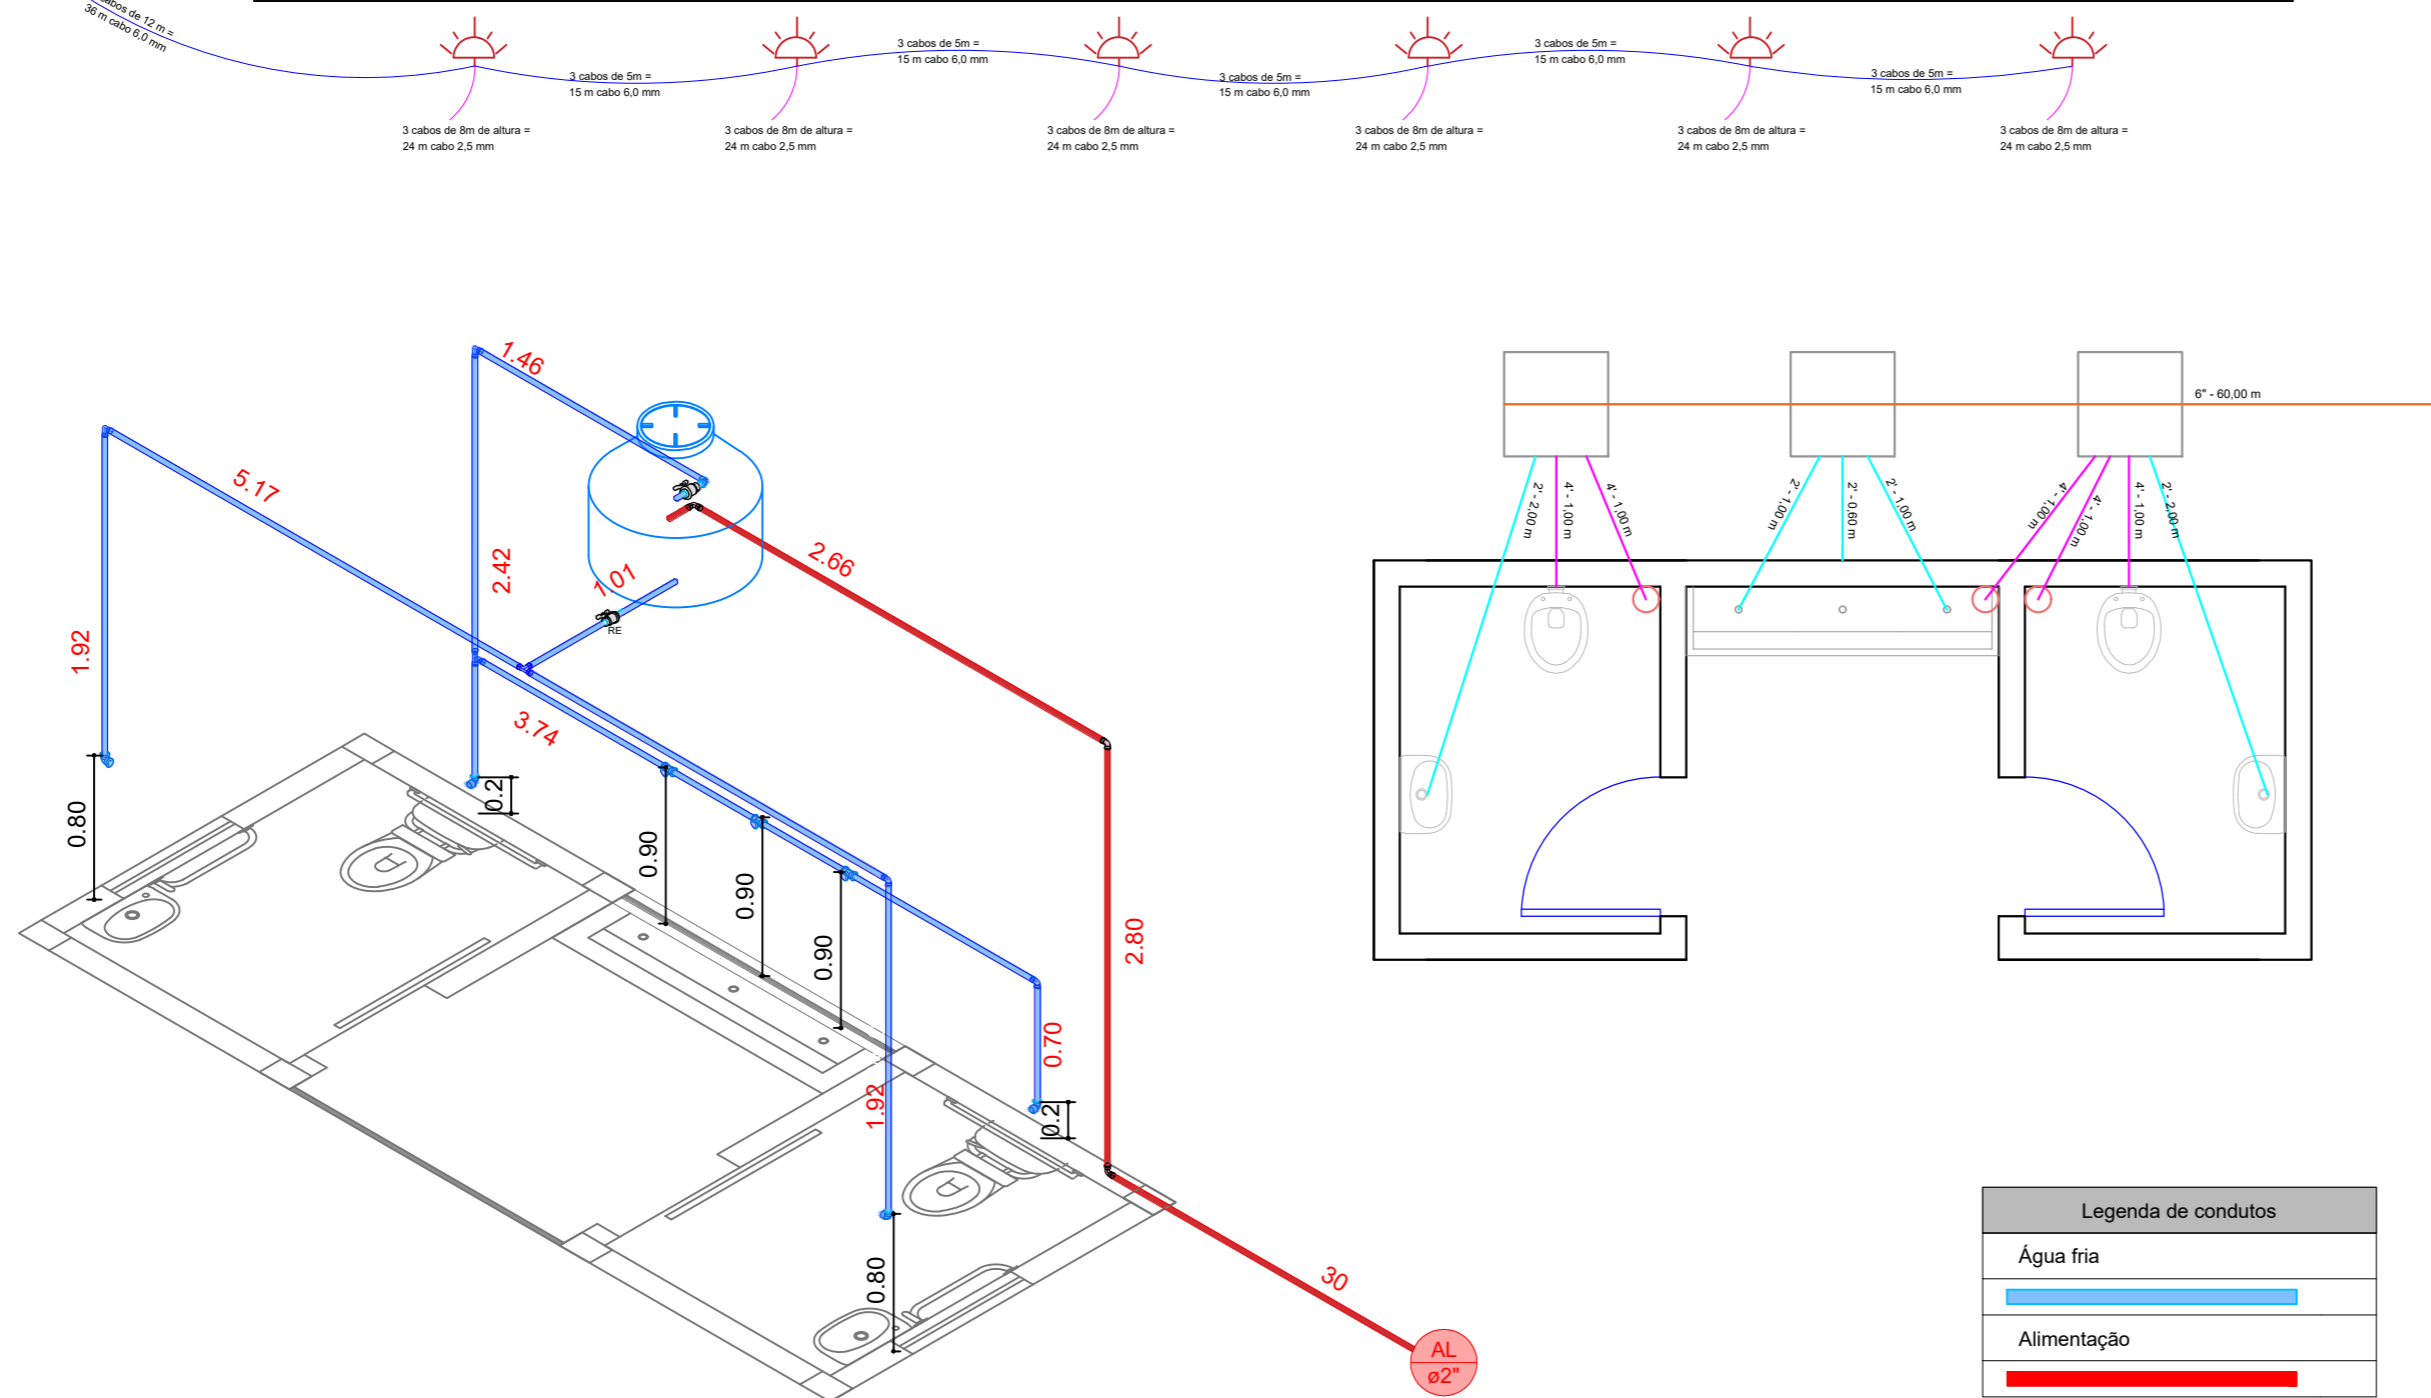 cabos de 12 m =
36 m cabo 6,0 mm
3 cabos de 5m =
15 m cabo 6,0 mm
3 cabos de 5m =
15 m cabo 6,0 mm
3 cabos de 5m =
15 m cabo 6,0 mm
3 cabos de 5m =
15 m cabo 6,0 mm
3 cabos de 5m =
15 m cabo 6,0 mm
3 cabos de 8m de altura =
24 m cabo 2,5 mm
3 cabos de 8m de altura =
24 m cabo 2,5 mm
3 cabos de 8m de altura =
24 m cabo 2,5 mm
3 cabos de 8m de altura =
24 m cabo 2,5 mm
3 cabos de 8m de altura =
24 m cabo 2,5 mm
3 cabos de 8m de altura =
24 m cabo 2,5 mm
1.46
5.17
2.42
1.01
RE
2.66
1.92
3.74
0.80
0.2
0.90
0.90
0.90
2.80
0.70
1.92
0.2
0.80
30
AL
ø2"
6" - 60,00 m
2' - 2,00 m
4' - 1,00 m
4' - 1,00 m
2' - 1,00 m
2' - 0,60 m
2' - 1,00 m
4' - 1,00 m
4' - 1,00 m
4' - 1,00 m
2' - 2,00 m
Legenda de condutos
Água fria
Alimentação